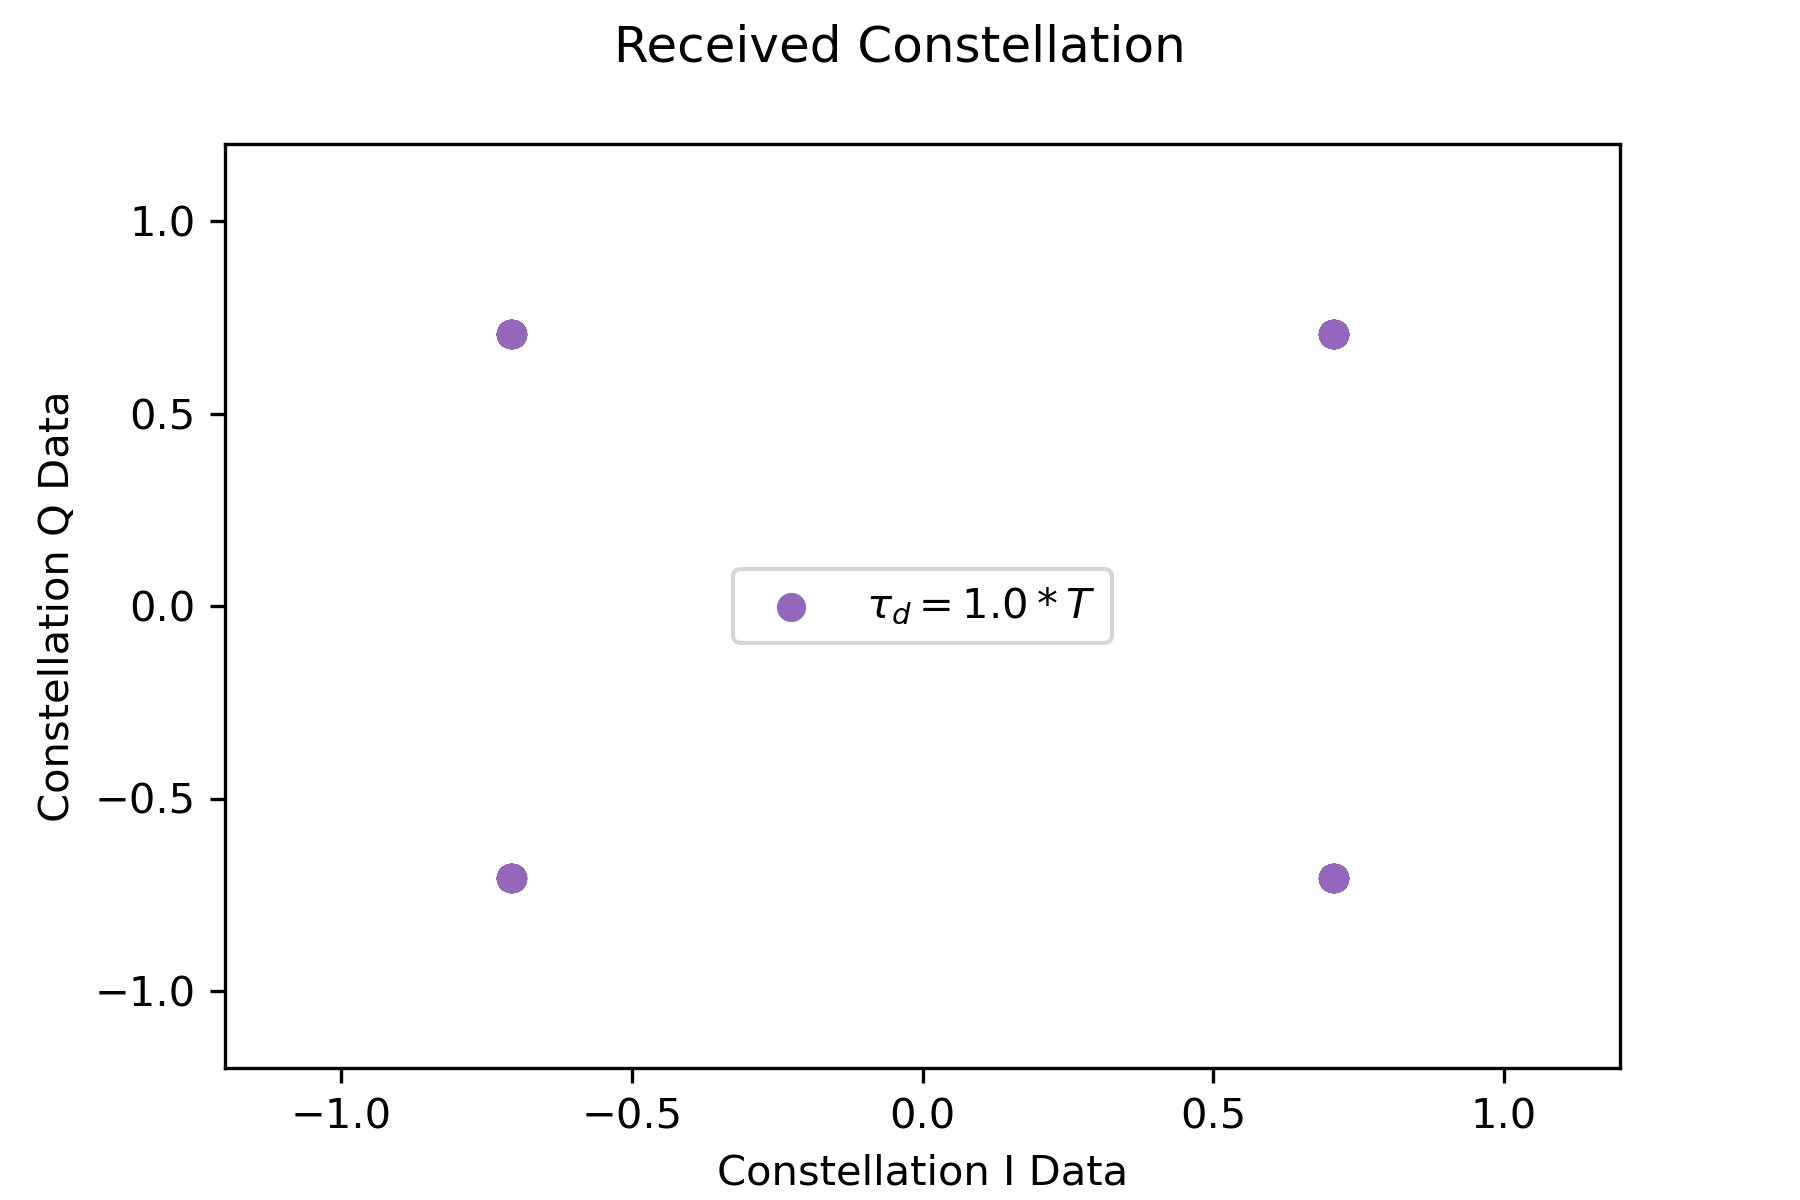 Received Constellation
Constellation Q Data
1.0
0.5
0.0
−0.5
−1.0
τd = 1.0 * T
−1.0 −0.5 0.0 0.5 1.0
Constellation I Data